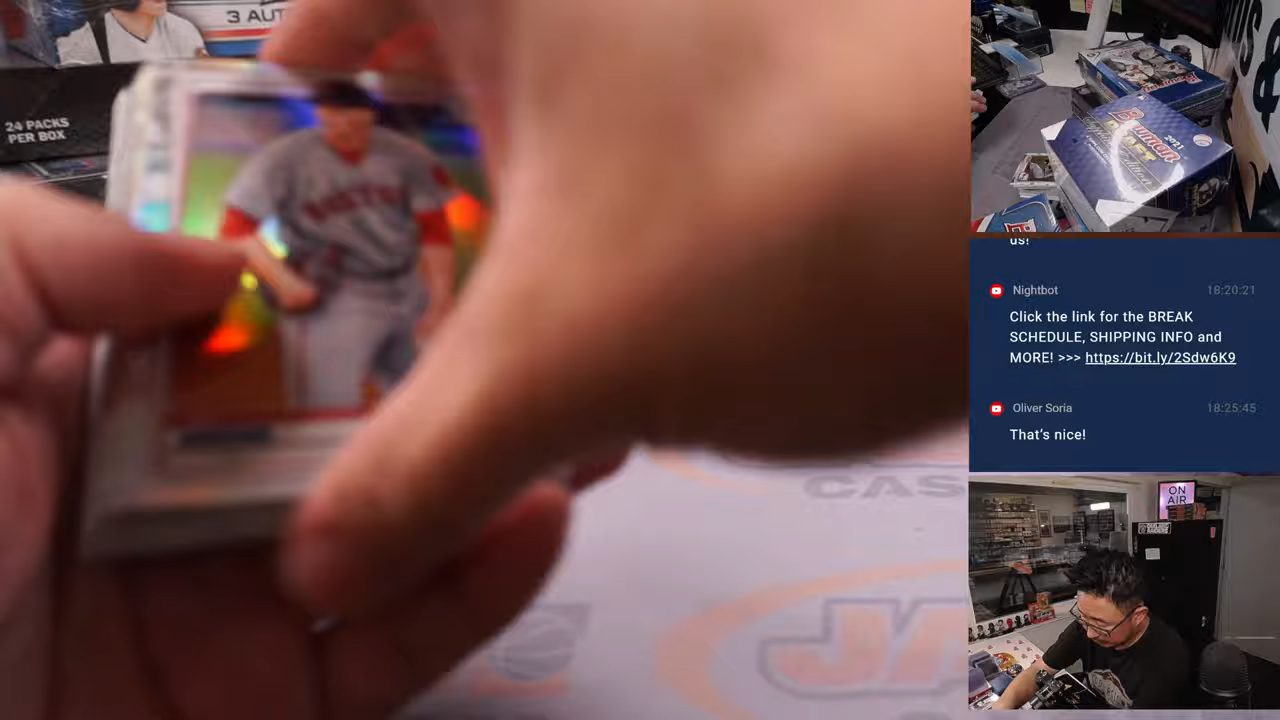 3 AUT
24 PACKS
PER BOX
BOSTON
CAS
JA
2021
Bowman
us!
Nightbot
18:20:21
Click the link for the BREAK
SCHEDULE, SHIPPING INFO and
MORE! >>> https://bit.ly/2Sdw6K9
Oliver Soria
18:25:45
That's nice!
ON
AIR